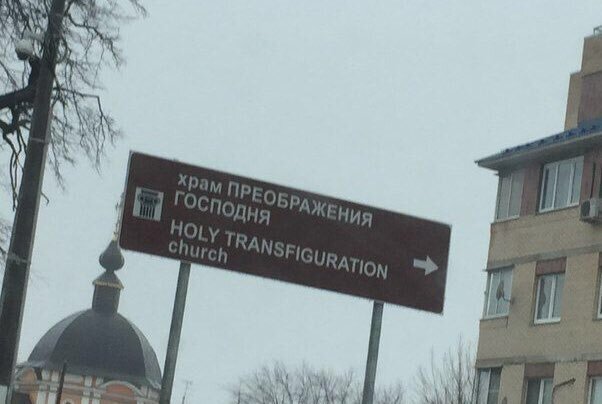 храм ПРЕОБРАЖЕНИЯ
ГОСПОДНЯ
HOLY TRANSFIGURATION
church